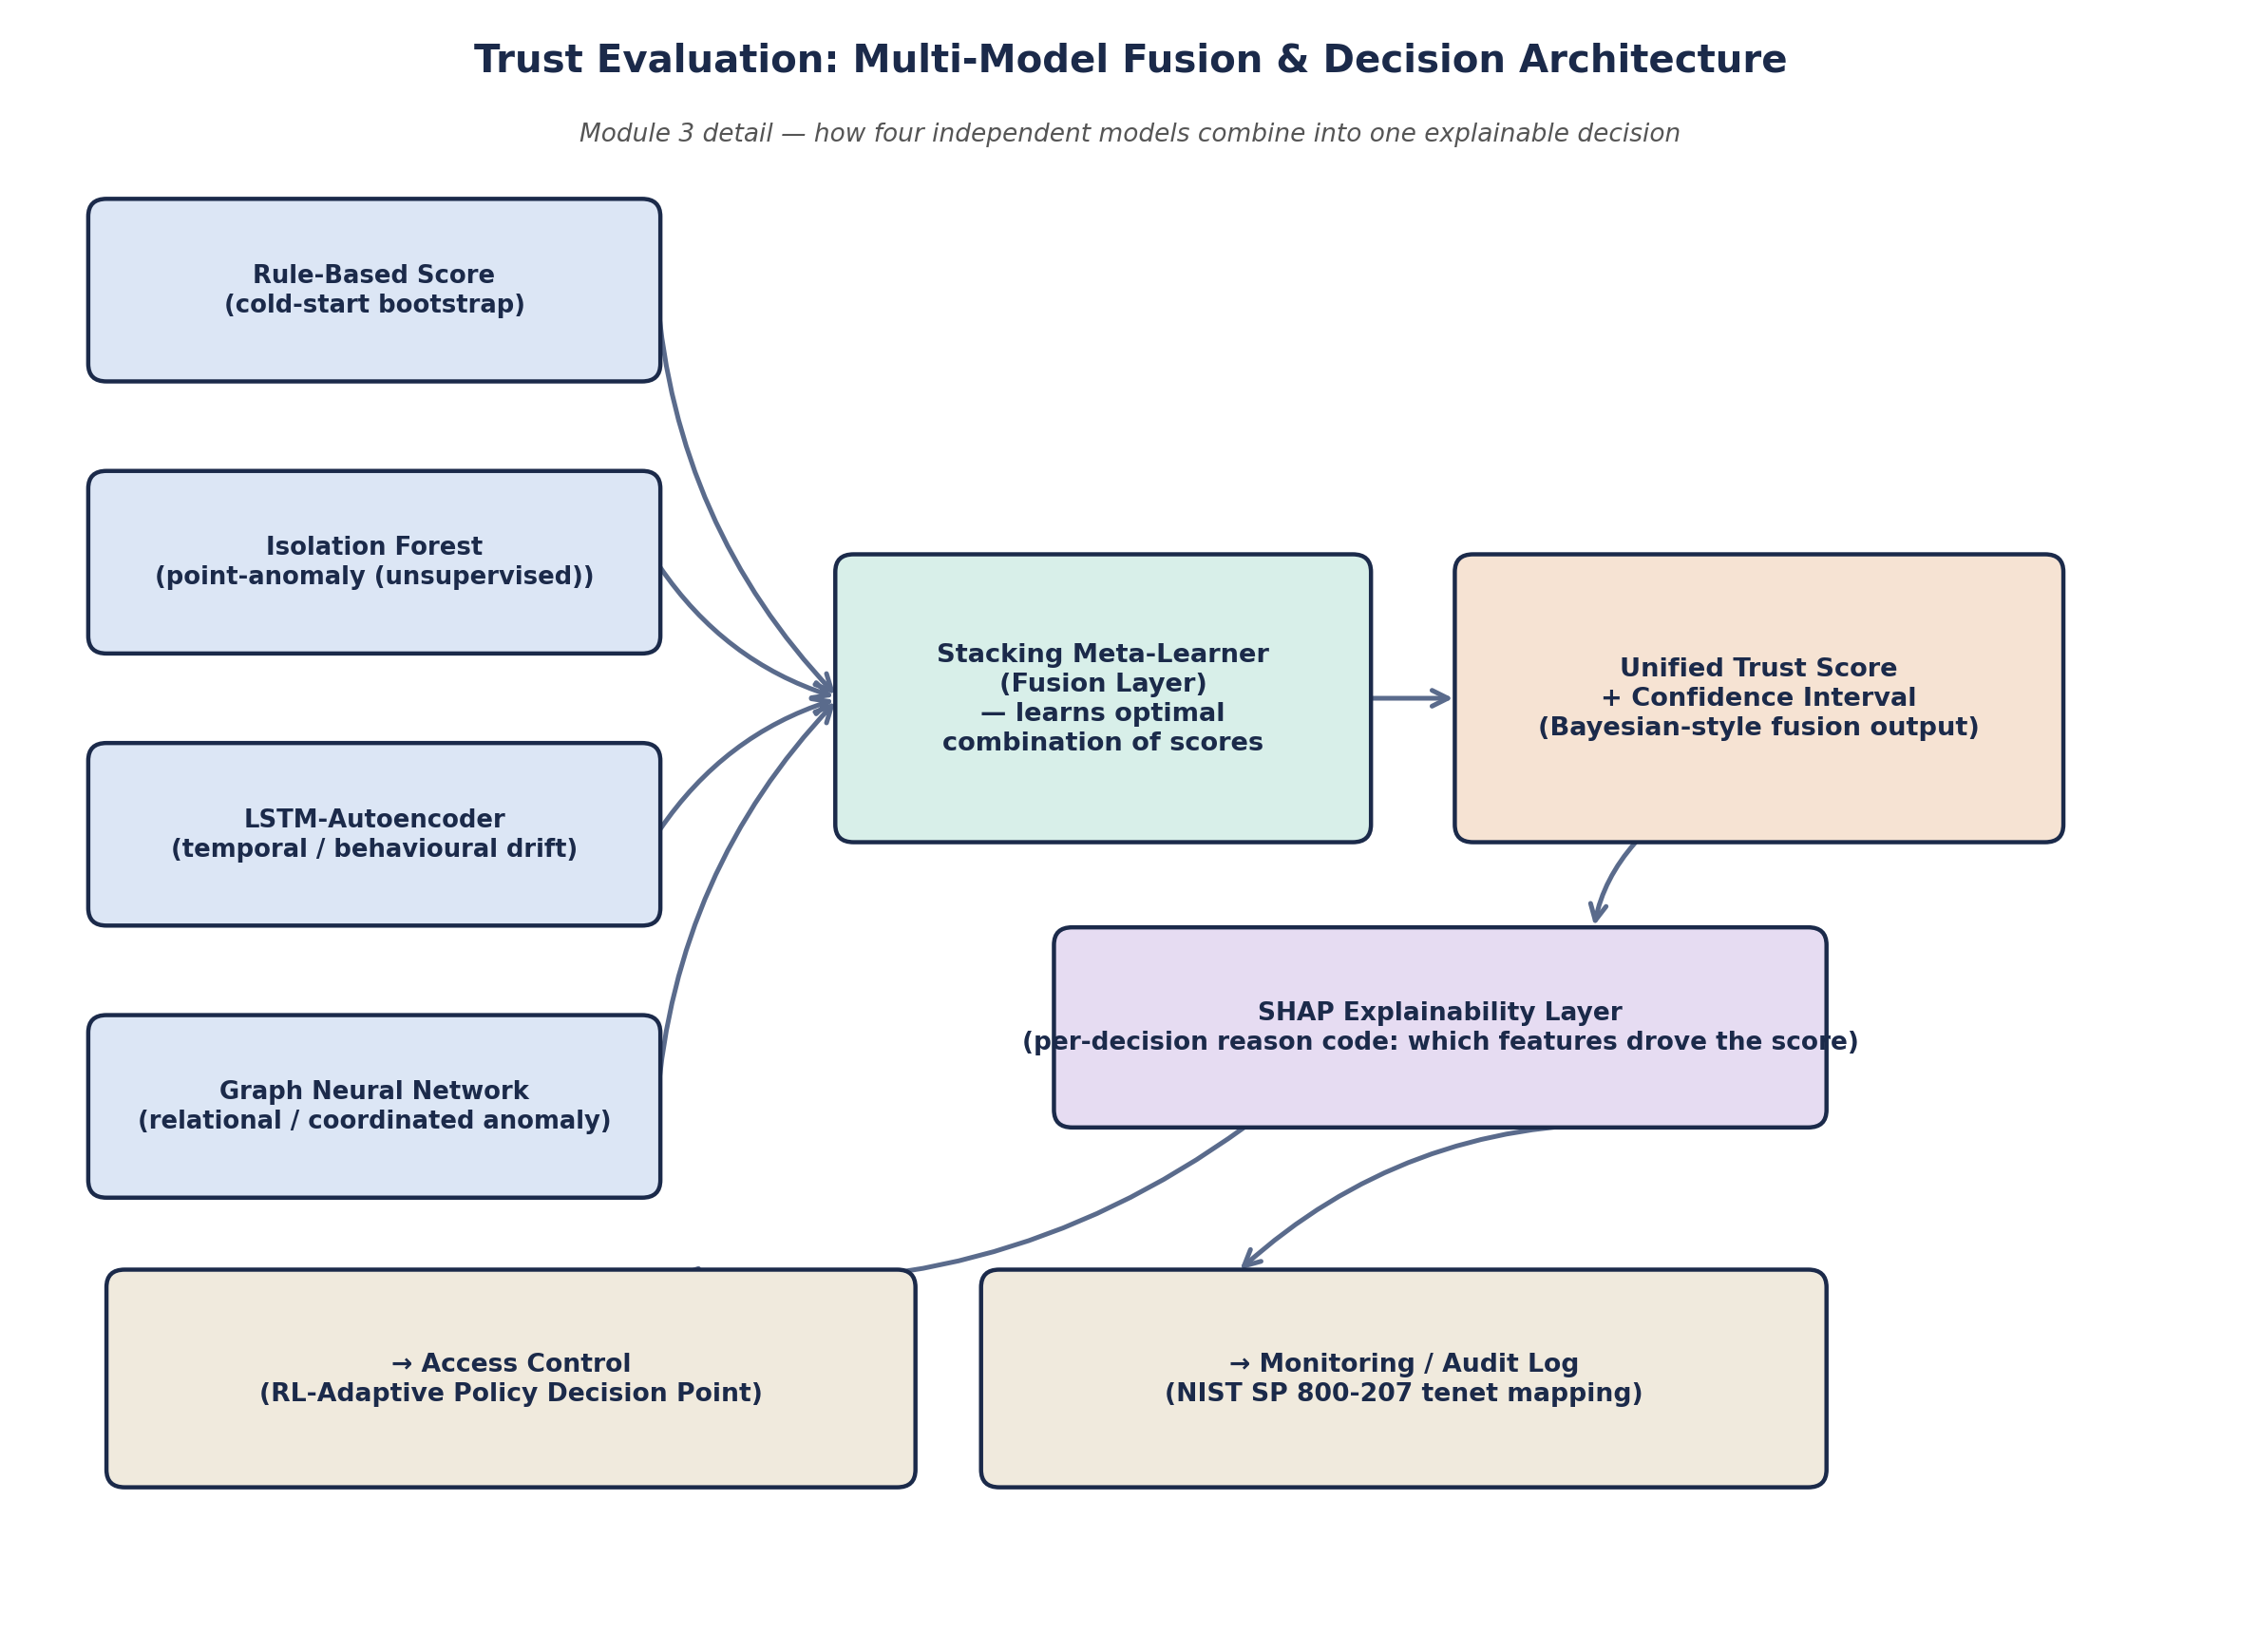 Trust Evaluation: Multi-Model Fusion & Decision Architecture
Module 3 detail — how four independent models combine into one explainable decision
Rule-Based Score
(cold-start bootstrap)
Isolation Forest
(point-anomaly (unsupervised))
LSTM-Autoencoder
(temporal / behavioural drift)
Graph Neural Network
(relational / coordinated anomaly)
Stacking Meta-Learner
(Fusion Layer)
— learns optimal
combination of scores
Unified Trust Score
+ Confidence Interval
(Bayesian-style fusion output)
SHAP Explainability Layer
(per-decision reason code: which features drove the score)
→ Access Control
(RL-Adaptive Policy Decision Point)
→ Monitoring / Audit Log
(NIST SP 800-207 tenet mapping)